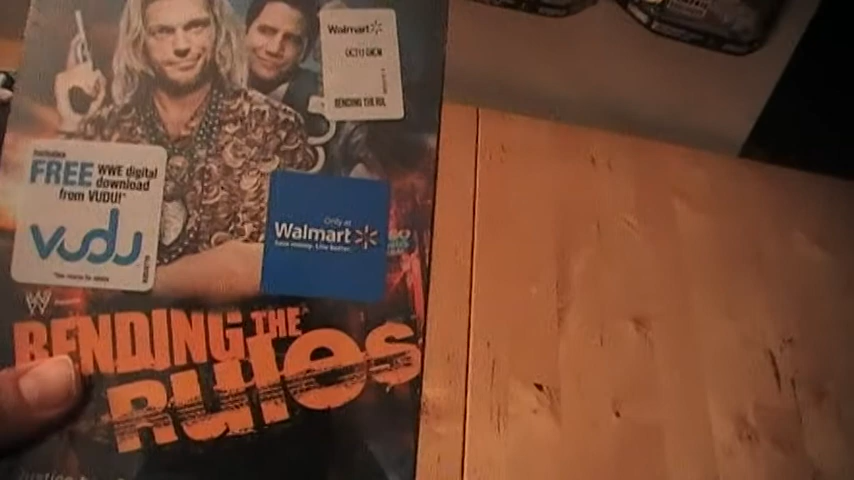 Walmart
BENDING THE RUL
FREE WWE digital
download
from VUDU!*
vudu
Only at
Walmart
Save money. Live better.
W
BENDING THE
RULES